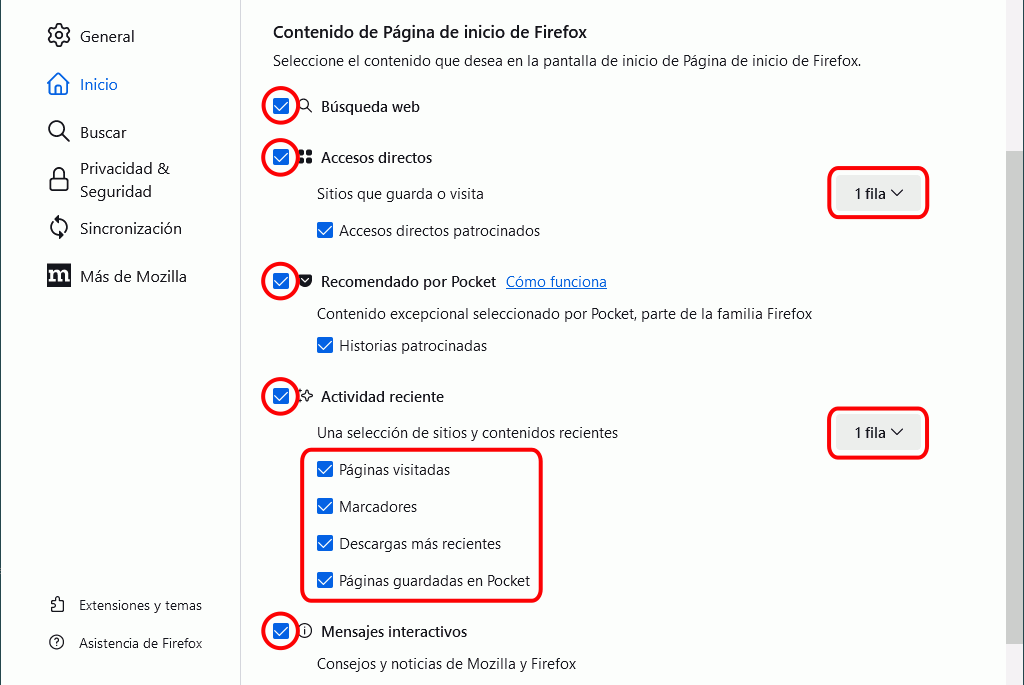 General
Inicio
Buscar
Privacidad &
Seguridad
Sincronización
m Más de Mozilla
Extensiones y temas
Asistencia de Firefox
Contenido de Página de inicio de Firefox
Seleccione el contenido que desea en la pantalla de inicio de Página de inicio de Firefox.
Búsqueda web
Accesos directos
Sitios que guarda o visita
1 fila
Accesos directos patrocinados
Recomendado por Pocket Cómo funciona
Contenido excepcional seleccionado por Pocket, parte de la familia Firefox
Historias patrocinadas
Actividad reciente
Una selección de sitios y contenidos recientes
1 fila
Páginas visitadas
Marcadores
Descargas más recientes
Páginas guardadas en Pocket
Mensajes interactivos
Consejos y noticias de Mozilla y Firefox